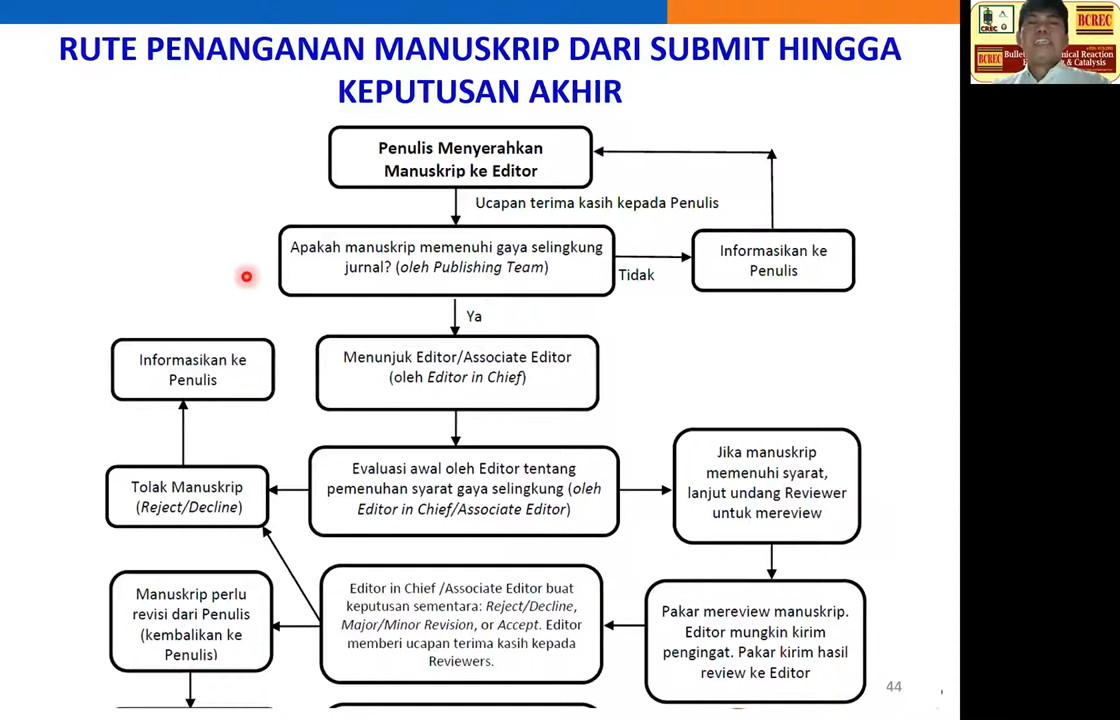 RUTE PENANGANAN MANUSKRIP DARI SUBMIT HINGGA
KEPUTUSAN AKHIR
Penulis Menyerahkan
Manuskrip ke Editor
Ucapan terima kasih kepada Penulis
Apakah manuskrip memenuhi gaya selingkung
jurnal? (oleh Publishing Team)
Tidak
Informasikan ke
Penulis
Ya
Menunjuk Editor/Associate Editor
(oleh Editor in Chief)
Informasikan ke
Penulis
Tolak Manuskrip
(Reject/Decline)
Evaluasi awal oleh Editor tentang
pemenuhan syarat gaya selingkung (oleh
Editor in Chief/Associate Editor)
Jika manuskrip
memenuhi syarat,
lanjut undang Reviewer
untuk mereview
Manuskrip perlu
revisi dari Penulis
(kembalikan ke
Penulis)
Editor in Chief /Associate Editor buat
keputusan sementara: Reject/Decline,
Major/Minor Revision, or Accept. Editor
memberi ucapan terima kasih kepada
Reviewers.
Pakar mereview manuskrip.
Editor mungkin kirim
pengingat. Pakar kirim hasil
review ke Editor
44
CREC
BCREC
BCREC
Bulle
ical Reaction
& Catalysis